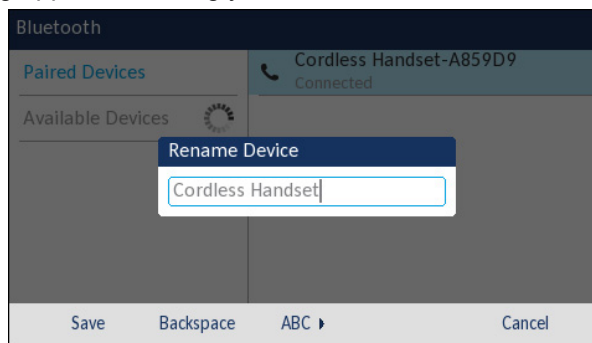 Bluetooth
Paired Devices
Cordless Handset-A859D9
Connected
Available Devices
Rename Device
Cordless Handset
Save Backspace ABC Cancel